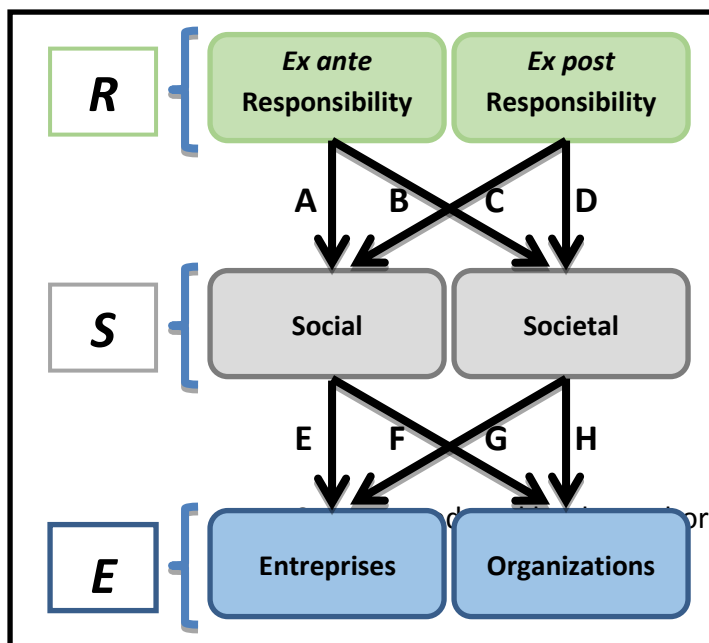 R
Ex ante
Responsibility
Ex post
Responsibility
A B C D
S
Social
Societal
E F G H
E
Entreprises
Organizations